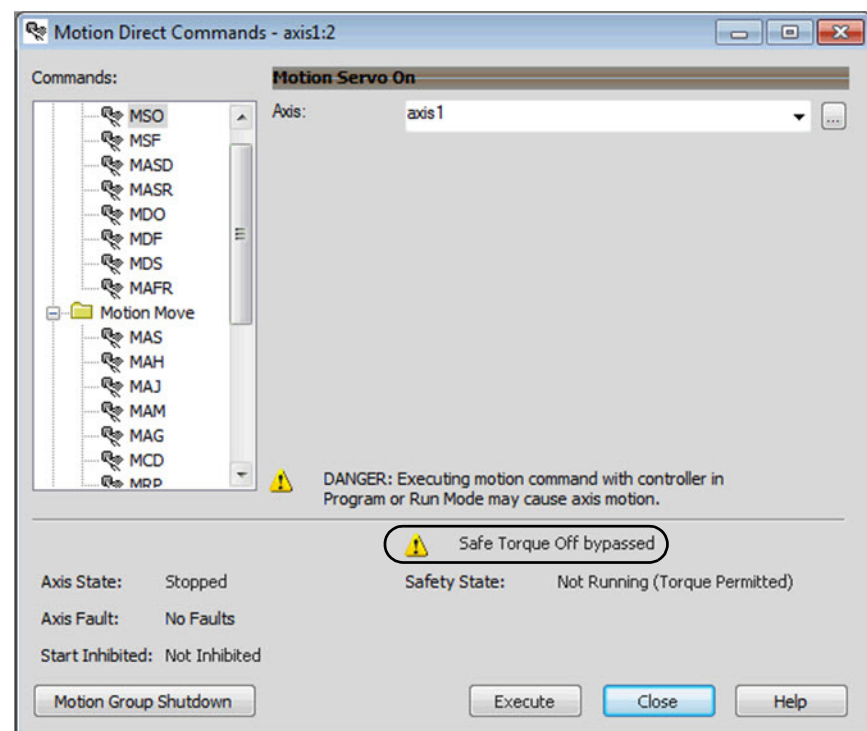 Motion Direct Commands - axis1:2
Commands:
MSO
MSF
MASD
MASR
MDO
MDF
MDS
MAFR
Motion Move
MAS
MAH
MAJ
MAM
MAG
MCD
MRP
Motion Servo On
Axis:
axis1
...
DANGER: Executing motion command with controller in
Program or Run Mode may cause axis motion.
Safe Torque Off bypassed
Axis State: Stopped
Safety State: Not Running (Torque Permitted)
Axis Fault: No Faults
Start Inhibited: Not Inhibited
Motion Group Shutdown
Execute
Close
Help